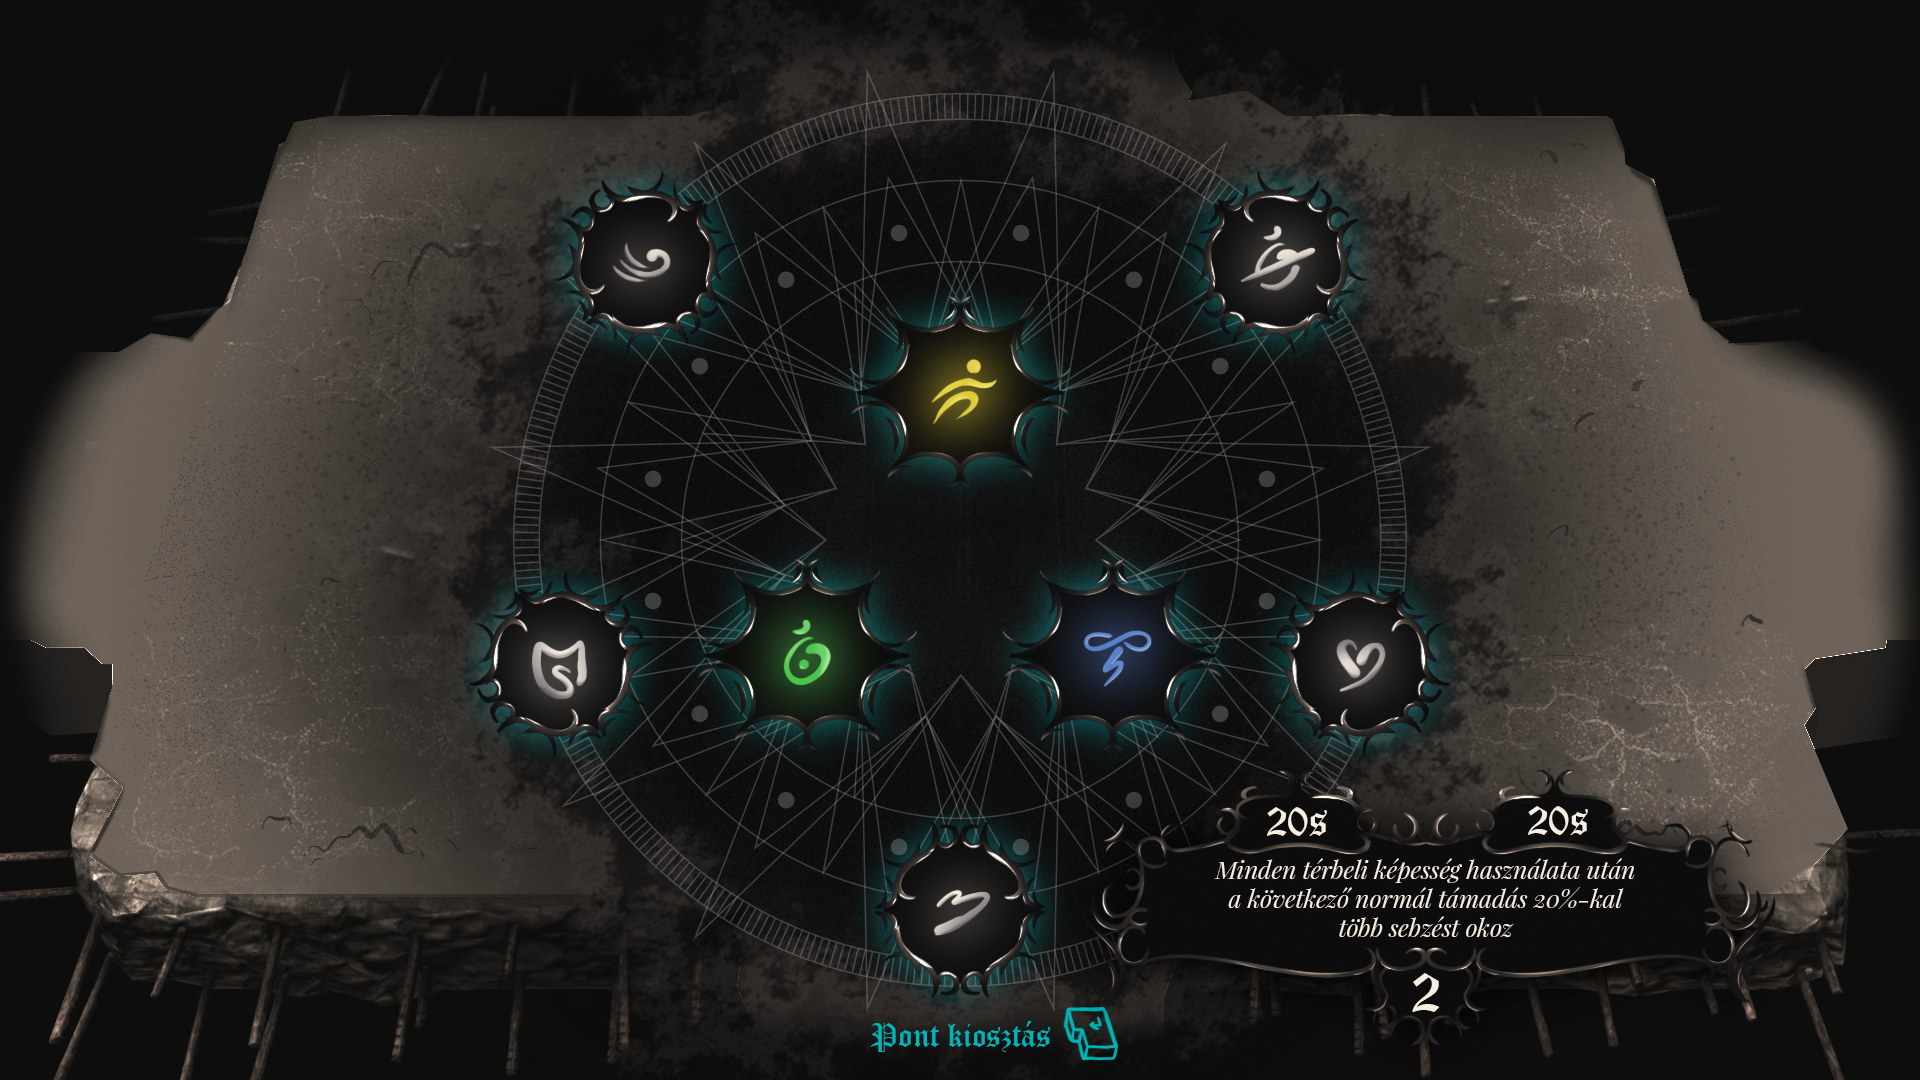 20s
20s
Minden térbeli képesség használata után
a következő normál támadás 20%-kal
több sebzést okoz
2
Pont kiosztás